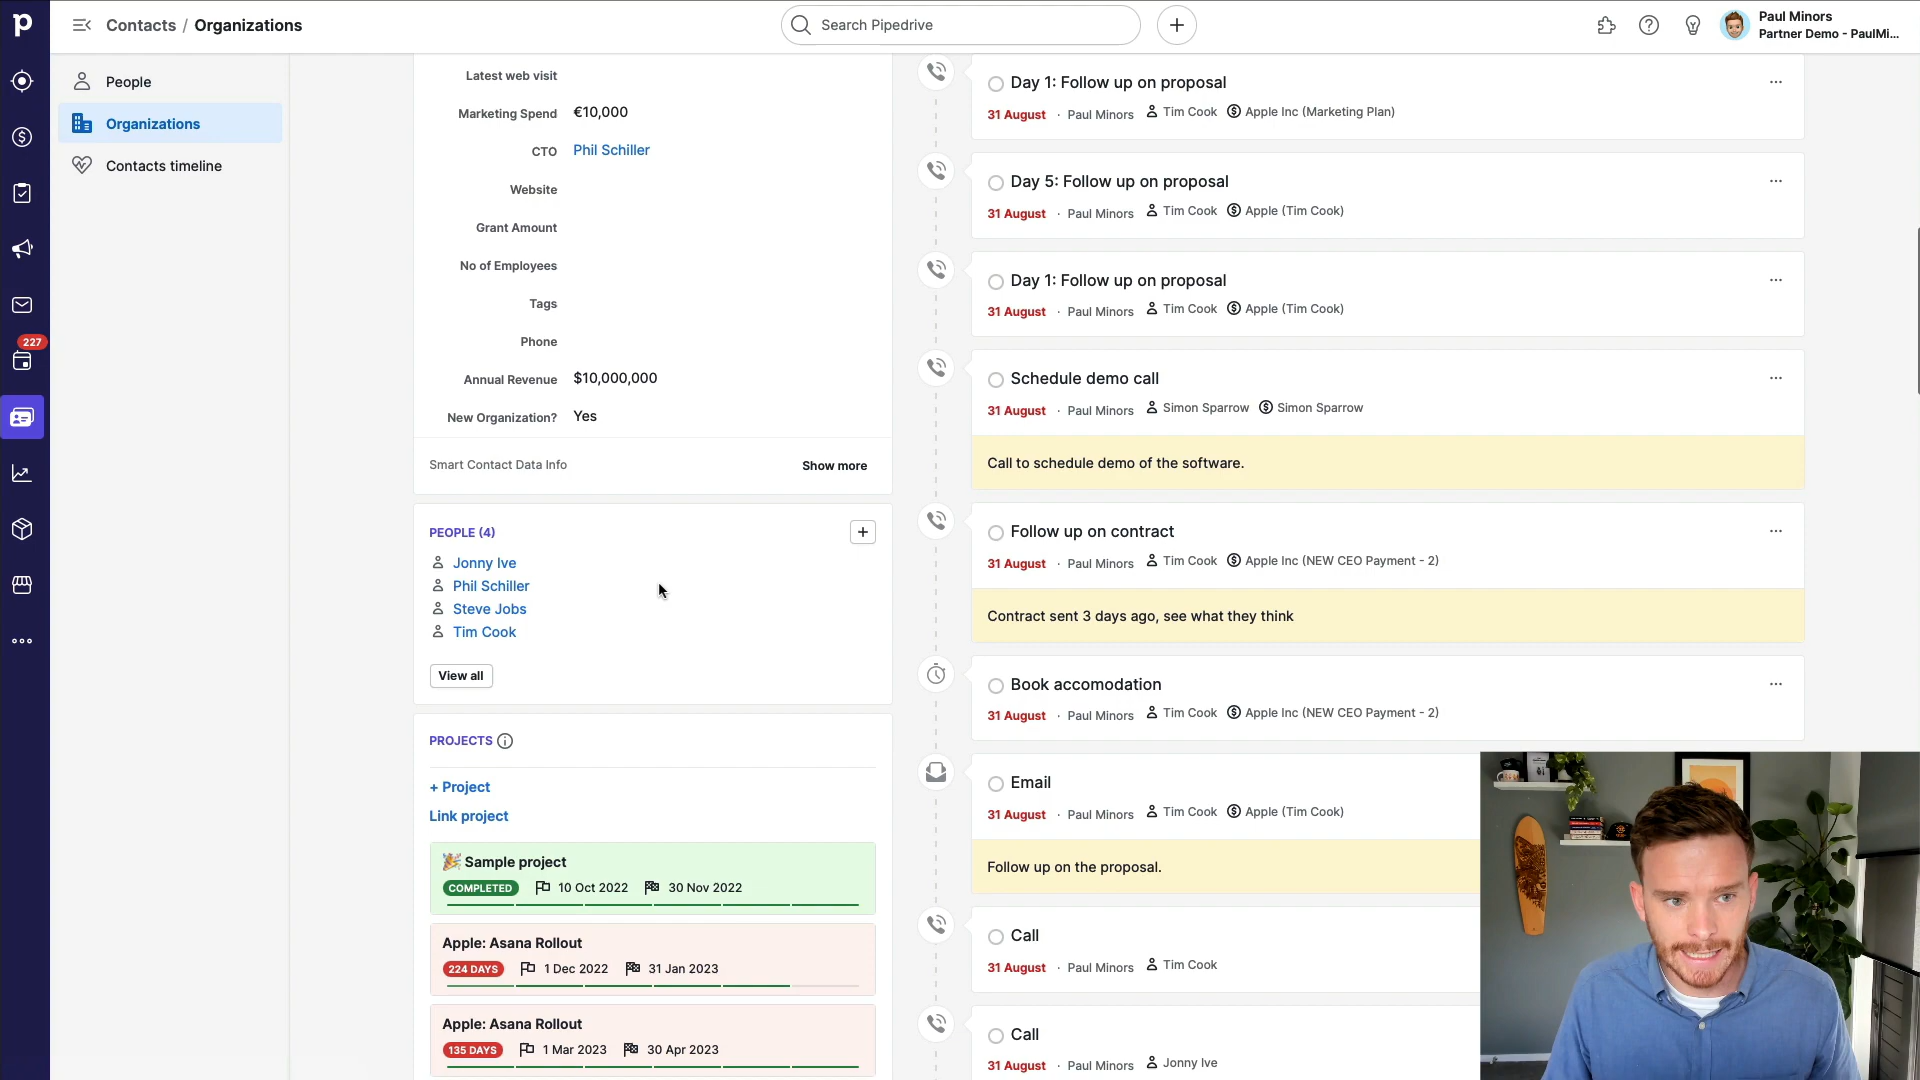 Contacts / Organizations
Search Pipedrive
Paul Minors
Partner Demo - PaulMi...
People
Organizations
Contacts timeline
227
Latest web visit
Marketing Spend €10,000
CTO Phil Schiller
Website
Grant Amount
No of Employees
Tags
Phone
Annual Revenue $10,000,000
New Organization? Yes
Smart Contact Data Info Show more
PEOPLE (4)
Jonny Ive
Phil Schiller
Steve Jobs
Tim Cook
View all
PROJECTS
+ Project
Link project
Sample project
COMPLETED 10 Oct 2022 30 Nov 2022
Apple: Asana Rollout
224 DAYS 1 Dec 2022 31 Jan 2023
Apple: Asana Rollout
135 DAYS 1 Mar 2023 30 Apr 2023
Day 1: Follow up on proposal
31 August · Paul Minors Tim Cook Apple Inc (Marketing Plan)
Day 5: Follow up on proposal
31 August · Paul Minors Tim Cook Apple (Tim Cook)
Day 1: Follow up on proposal
31 August · Paul Minors Tim Cook Apple (Tim Cook)
Schedule demo call
31 August · Paul Minors Simon Sparrow Simon Sparrow
Call to schedule demo of the software.
Follow up on contract
31 August · Paul Minors Tim Cook Apple Inc (NEW CEO Payment - 2)
Contract sent 3 days ago, see what they think
Book accomodation
31 August · Paul Minors Tim Cook Apple Inc (NEW CEO Payment - 2)
Email
31 August · Paul Minors Tim Cook Apple (Tim Cook)
Follow up on the proposal.
Call
31 August · Paul Minors Tim Cook
Call
31 August · Paul Minors Jonny Ive